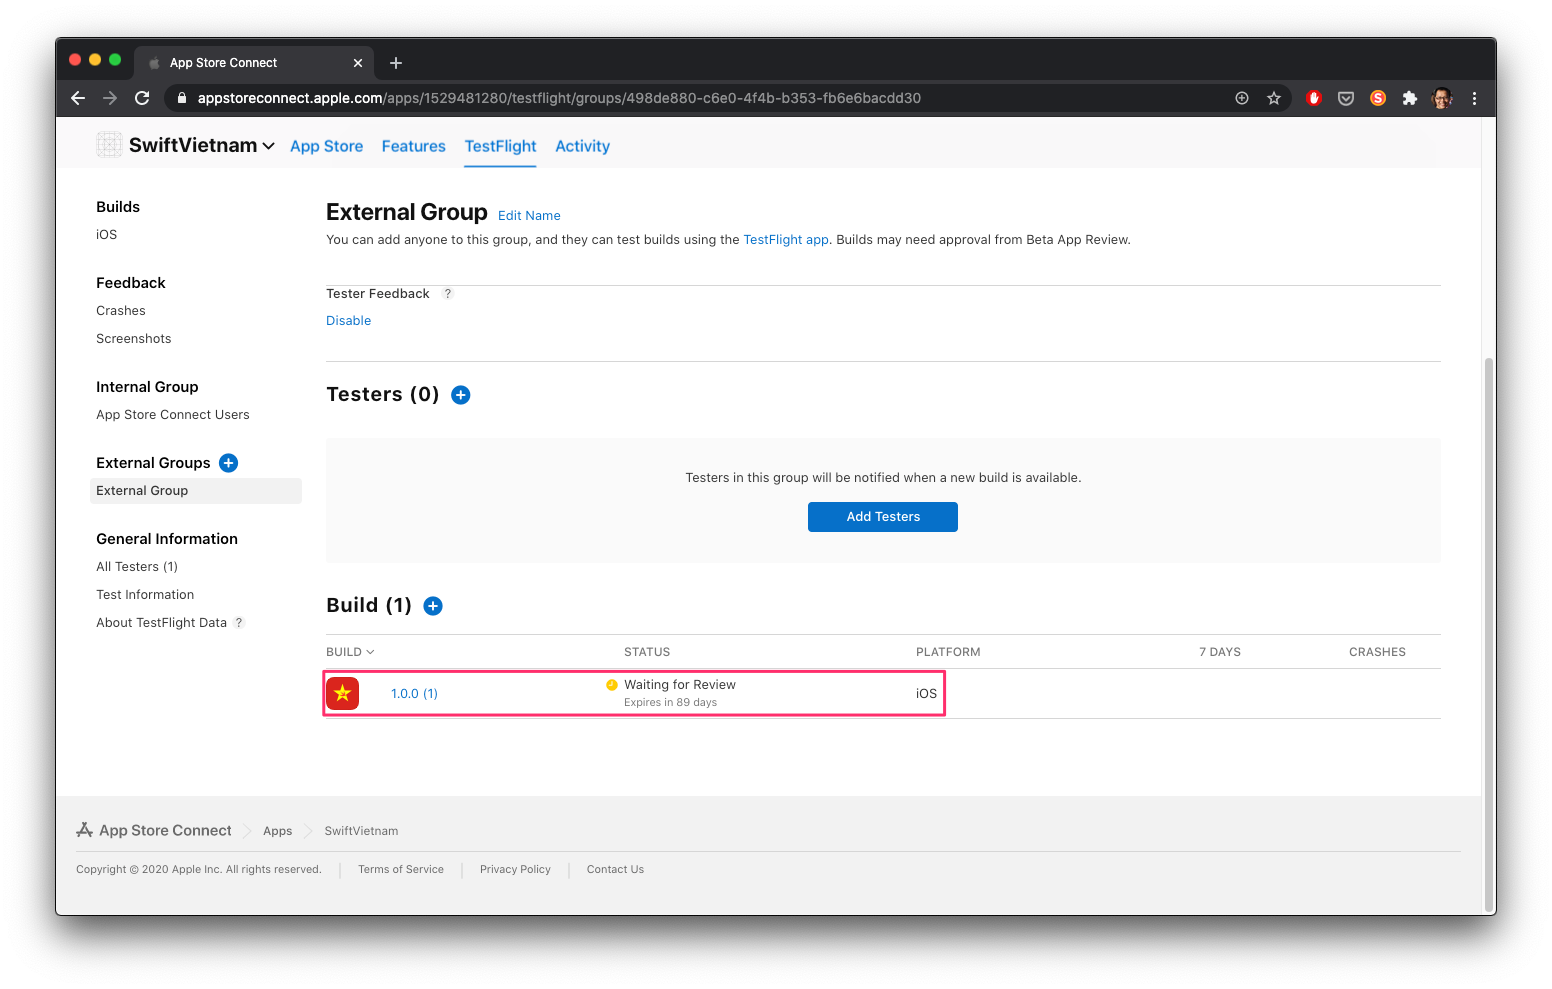 App Store Connect
appstoreconnect.apple.com/apps/1529481280/testflight/groups/498de880-c6e0-4f4b-b353-fb6e6bacdd30
SwiftVietnam App Store Features TestFlight Activity
Builds
iOS
Feedback
Crashes
Screenshots
Internal Group
App Store Connect Users
External Groups
External Group
General Information
All Testers (1)
Test Information
About TestFlight Data ?
External Group Edit Name
You can add anyone to this group, and they can test builds using the TestFlight app. Builds may need approval from Beta App Review.
Tester Feedback ?
Disable
Testers (0)
Testers in this group will be notified when a new build is available.
Add Testers
Build (1)
BUILD STATUS PLATFORM 7 DAYS CRASHES
1.0.0 (1) Waiting for Review iOS
Expires in 89 days
App Store Connect Apps SwiftVietnam
Copyright © 2020 Apple Inc. All rights reserved. Terms of Service Privacy Policy Contact Us